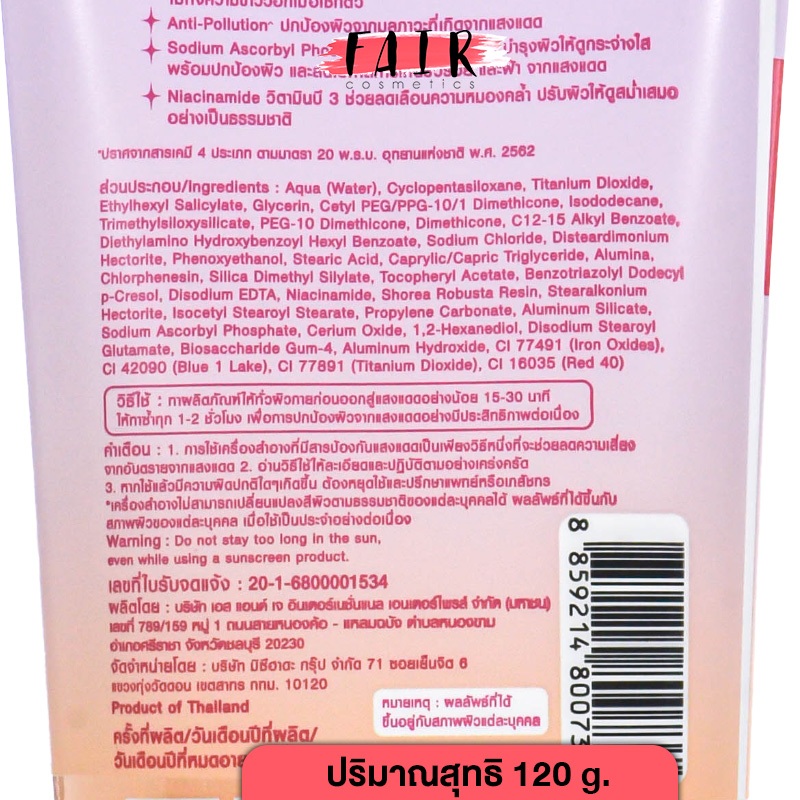 Anti-Pollution^ ปกป้องผิวจากมลภาวะที่เกิดจากแสงแดด
Sodium Ascorbyl Pho บำรุงผิวให้ดูกระจ่างใส
FAIR
cosmetics
พร้อมปกป้องผิว และ และฝ้า จากแสงแดด
Niacinamide วิตามินบี 3 ช่วยลดเลือนความหมองคล้ำ ปรับผิวให้ดูสม่ำเสมอ
อย่างเป็นธรรมชาติ
*ปราศจากสารเคมี 4 ประเภท ตามมาตรา 20 พ.ร.บ. อุทยานแห่งชาติ พ.ศ. 2562
ส่วนประกอบ/Ingredients : Aqua (Water), Cyclopentasiloxane, Titanium Dioxide,
Ethylhexyl Salicylate, Glycerin, Cetyl PEG/PPG-10/1 Dimethicone, Isododecane,
Trimethylsiloxysilicate, PEG-10 Dimethicone, Dimethicone, C12-15 Alkyl Benzoate,
Diethylamino Hydroxybenzoyl Hexyl Benzoate, Sodium Chloride, Disteardimonium
Hectorite, Phenoxyethanol, Stearic Acid, Caprylic/Capric Triglyceride, Alumina,
Chlorphenesin, Silica Dimethyl Silylate, Tocopheryl Acetate, Benzotriazolyl Dodecyl
p-Cresol, Disodium EDTA, Niacinamide, Shorea Robusta Resin, Stearalkonium
Hectorite, Isocetyl Stearoyl Stearate, Propylene Carbonate, Aluminum Silicate,
Sodium Ascorbyl Phosphate, Cerium Oxide, 1,2-Hexanediol, Disodium Stearoyl
Glutamate, Biosaccharide Gum-4, Aluminum Hydroxide, CI 77491 (Iron Oxides),
CI 42090 (Blue 1 Lake), CI 77891 (Titanium Dioxide), CI 16035 (Red 40)
วิธีใช้ : ทาผลิตภัณฑ์ให้ทั่วผิวกายก่อนออกสู่แสงแดดอย่างน้อย 15-30 นาที
ให้ทาซ้ำทุก 1-2 ชั่วโมง เพื่อการปกป้องผิวจากแสงแดดอย่างมีประสิทธิภาพต่อเนื่อง
คำเตือน : 1. การใช้เครื่องสำอางที่มีสารป้องกันแสงแดดเป็นเพียงวิธีหนึ่งที่จะช่วยลดความเสี่ยง
จากอันตรายจากแสงแดด 2. อ่านวิธีใช้ให้ละเอียดและปฏิบัติตามอย่างเคร่งครัด
3. หากใช้แล้วมีความผิดปกติใดๆเกิดขึ้น ต้องหยุดใช้และปรึกษาแพทย์หรือเภสัชกร
*เครื่องสำอางไม่สามารถเปลี่ยนแปลงสีผิวตามธรรมชาติของแต่ละบุคคลได้ ผลลัพธ์ที่ได้ขึ้นกับ
สภาพผิวของแต่ละบุคคล เมื่อใช้เป็นประจำอย่างต่อเนื่อง
Warning : Do not stay too long in the sun,
even while using a sunscreen product.
เลขที่ใบรับจดแจ้ง : 20-1-6800001534
ผลิตโดย : บริษัท เอส แอนด์ เจ อินเตอร์เนชั่นแนล เอนเตอร์ไพรส์ จำกัด (มหาชน)
เลขที่ 789/159 หมู่ 1 ถนนสายหนองค้อ - แหลมฉบัง ตำบลหนองขาม
อำเภอศรีราชา จังหวัดชลบุรี 20230
จัดจำหน่ายโดย : บริษัท มิชีฮาดะ กรุ๊ป จำกัด 71 ซอยเย็นจิต 6
แขวงทุ่งวัดดอน เขตสาทร กทม. 10120
Product of Thailand
หมายเหตุ : ผลลัพธ์ที่ได้
ขึ้นอยู่กับสภาพผิวแต่ละบุคคล
ครั้งที่ผลิต/วันเดือนปีที่ผลิต/
วันเดือนปีที่หมดอายุ
8 859214 80073
ปริมาณสุทธิ 120 g.